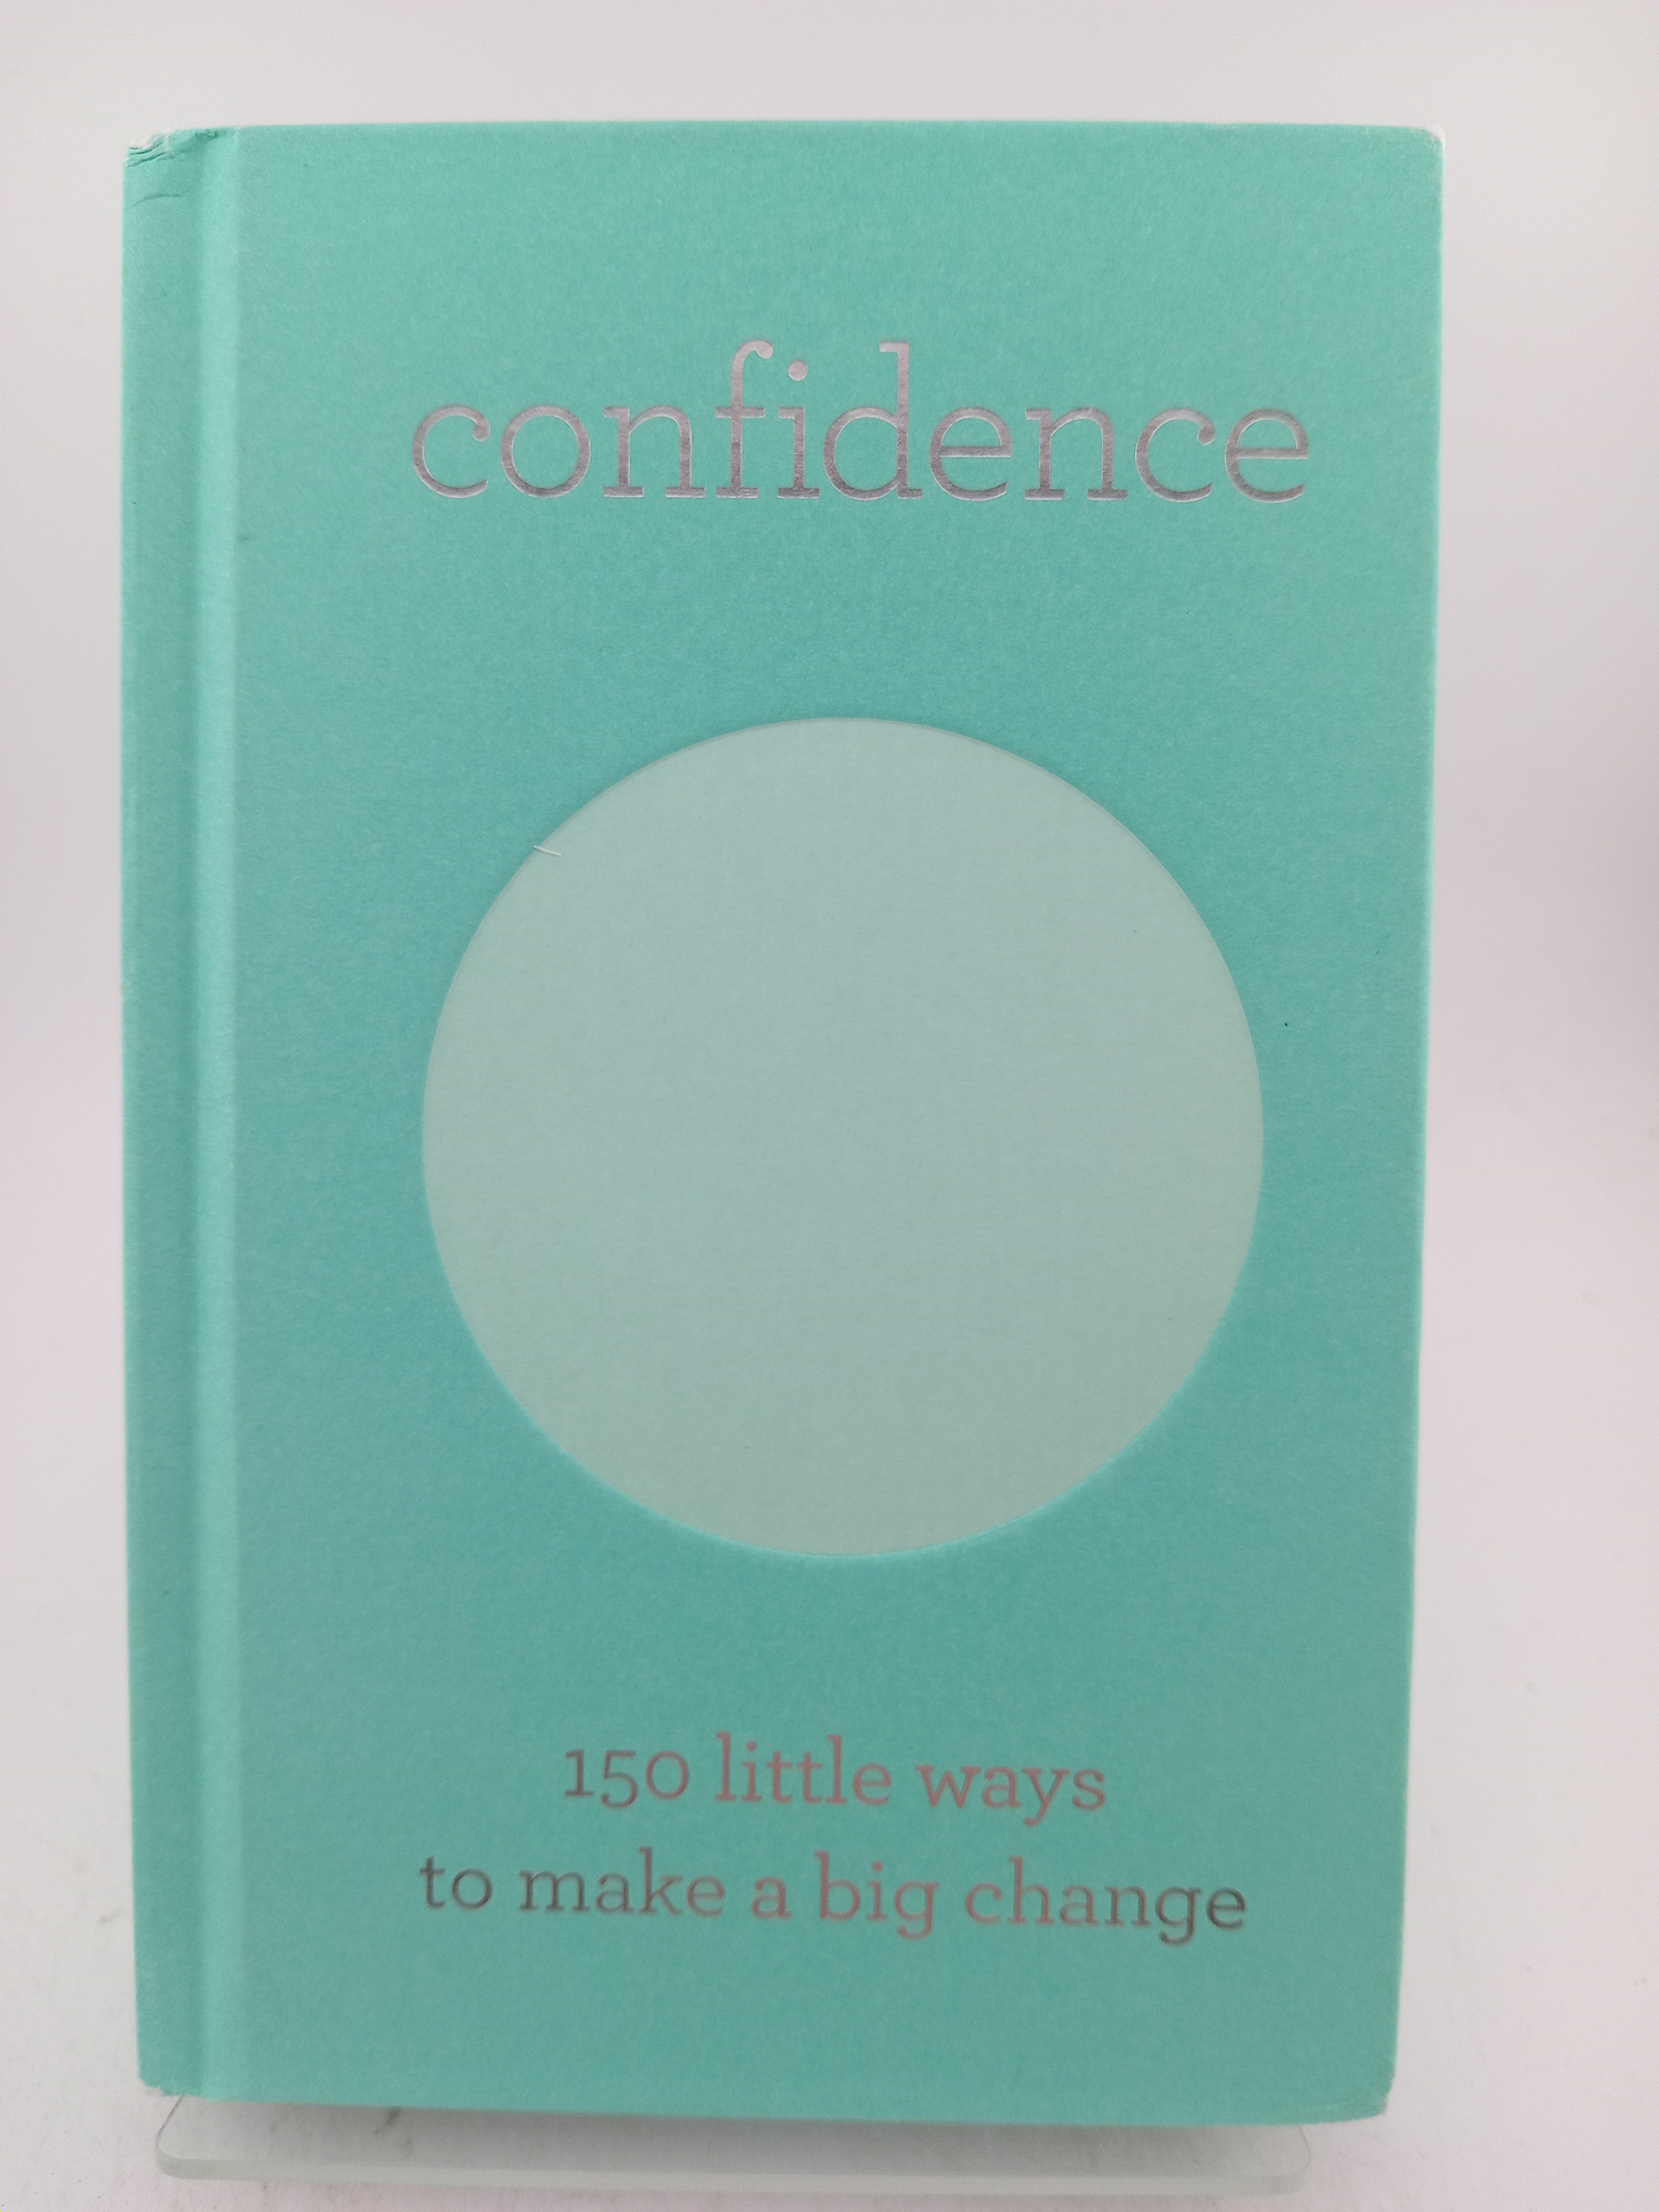 confidence
150 little ways
to make a big change